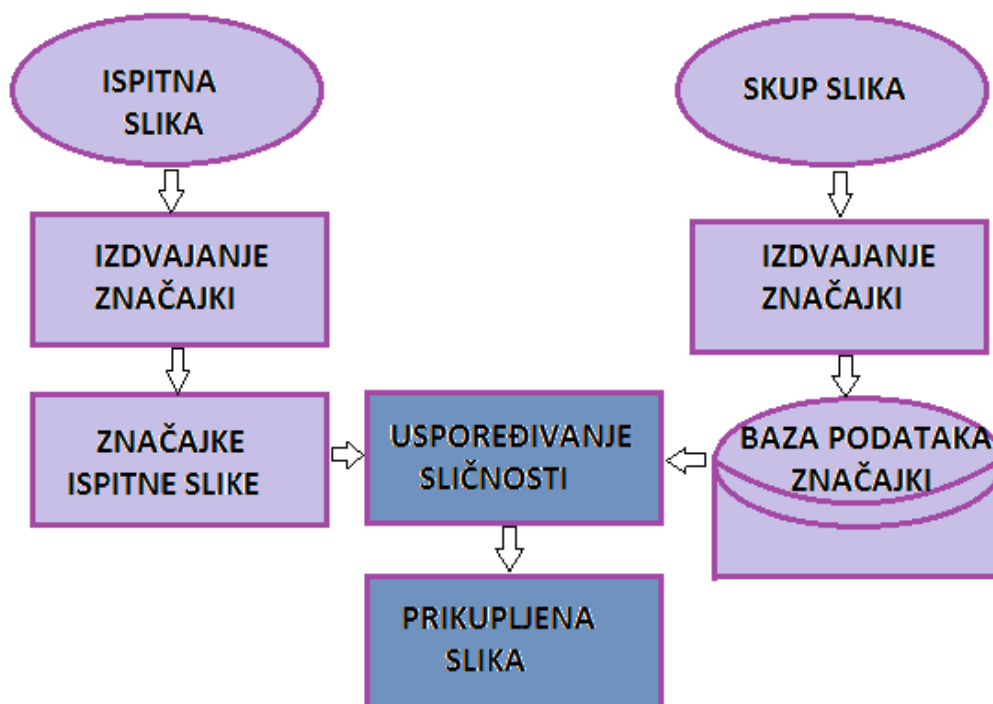 ISPITNA
SLIKA
IZDVAJANJE
ZNAČAJKI
ZNAČAJKE
ISPITNE SLIKE
SKUP SLIKA
IZDVAJANJE
ZNAČAJKI
BAZA PODATAKA
ZNAČAJKI
USPOREĐIVANJE
SLIČNOSTI
PRIKUPLJENA
SLIKA